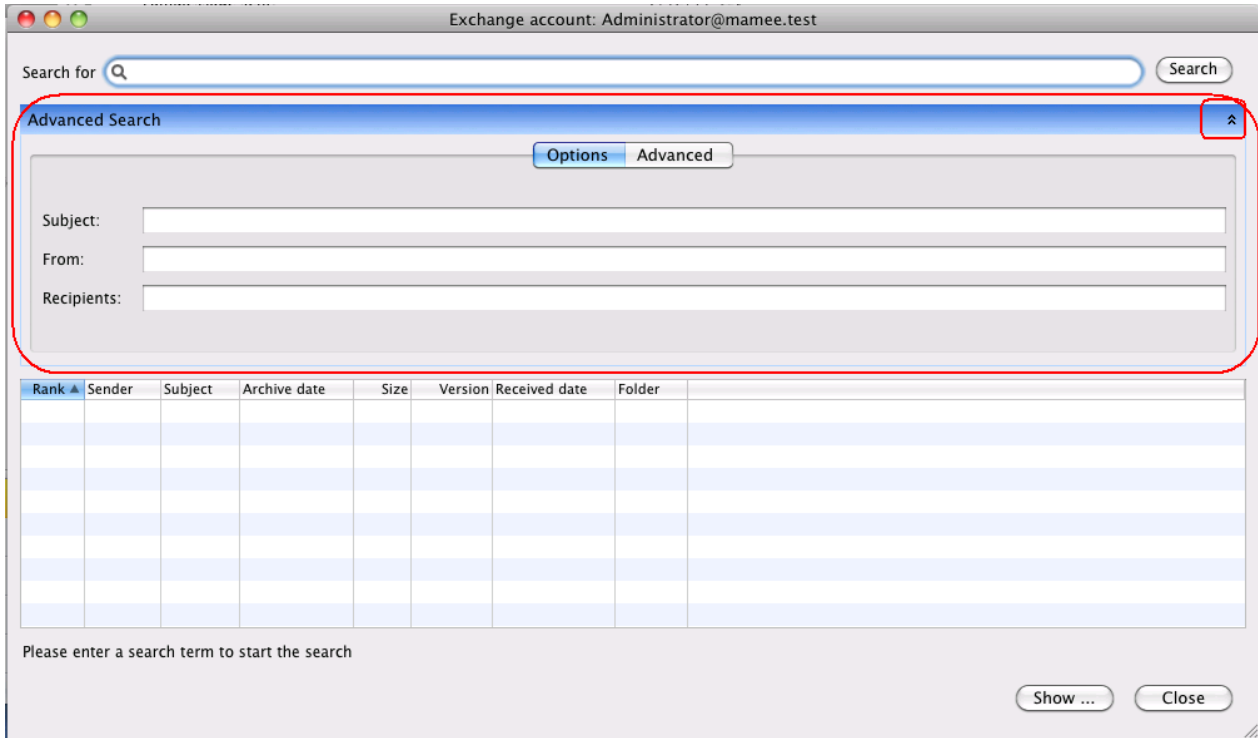 Exchange account: Administrator@mamee.test
Search for
Search
Advanced Search
Options Advanced
Subject:
From:
Recipients:
Rank Sender Subject Archive date Size Version Received date Folder
Please enter a search term to start the search
Show ... Close